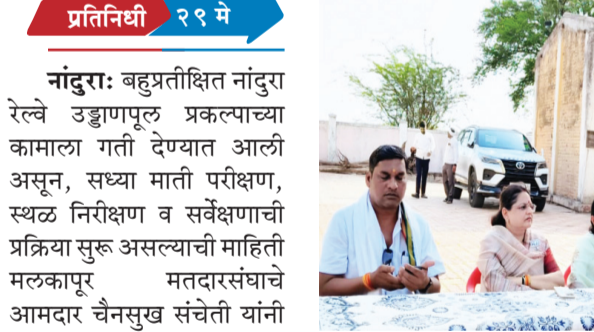 प्रतिनिधी २९ मे
नांदुराः बहुप्रतीक्षित नांदुरा
रेल्वे उड्डाणपूल प्रकल्पाच्या
कामाला गती देण्यात आली
असून, सध्या माती परीक्षण,
स्थळ निरीक्षण व सर्वेक्षणाची
प्रक्रिया सुरू असल्याची माहिती
मलकापूर मतदारसंघाचे
आमदार चैनसुख संचेती यांनी